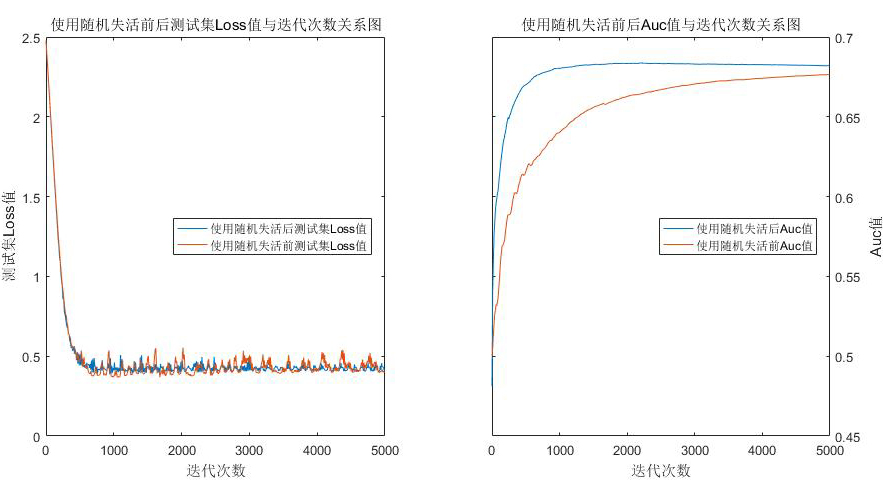 使用随机失活前后测试集Loss值与迭代次数关系图
2.5
2
1.5
1
0.5
0
测试集Loss值
使用随机失活后测试集Loss值
使用随机失活前测试集Loss值
0
1000
2000
3000
4000
5000
迭代次数
使用随机失活前后Auc值与迭代次数关系图
0.7
0.65
0.6
0.55
0.5
0.45
Auc值
使用随机失活后Auc值
使用随机失活前Auc值
0
1000
2000
3000
4000
5000
迭代次数